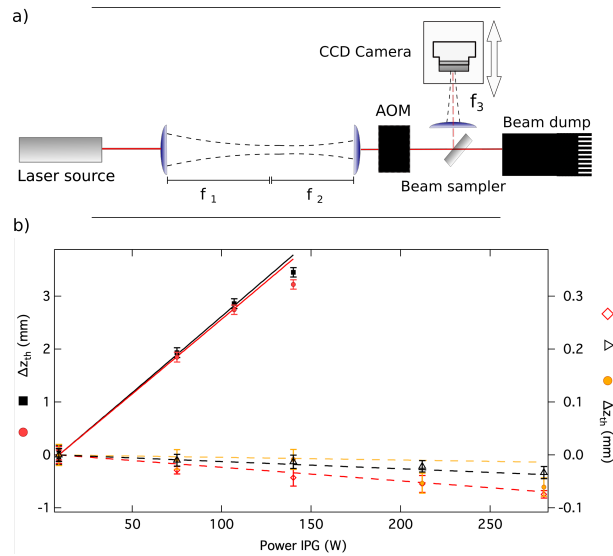 a)
CCD Camera
f3
AOM
Beam dump
Laser source
Beam sampler
f 1
f 2
b)
3
2
1
0
-1
0.3
0.2
0.1
0.0
-0.1
Δzth (mm)
Δzth (mm)
50
100
150
200
250
Power IPG (W)